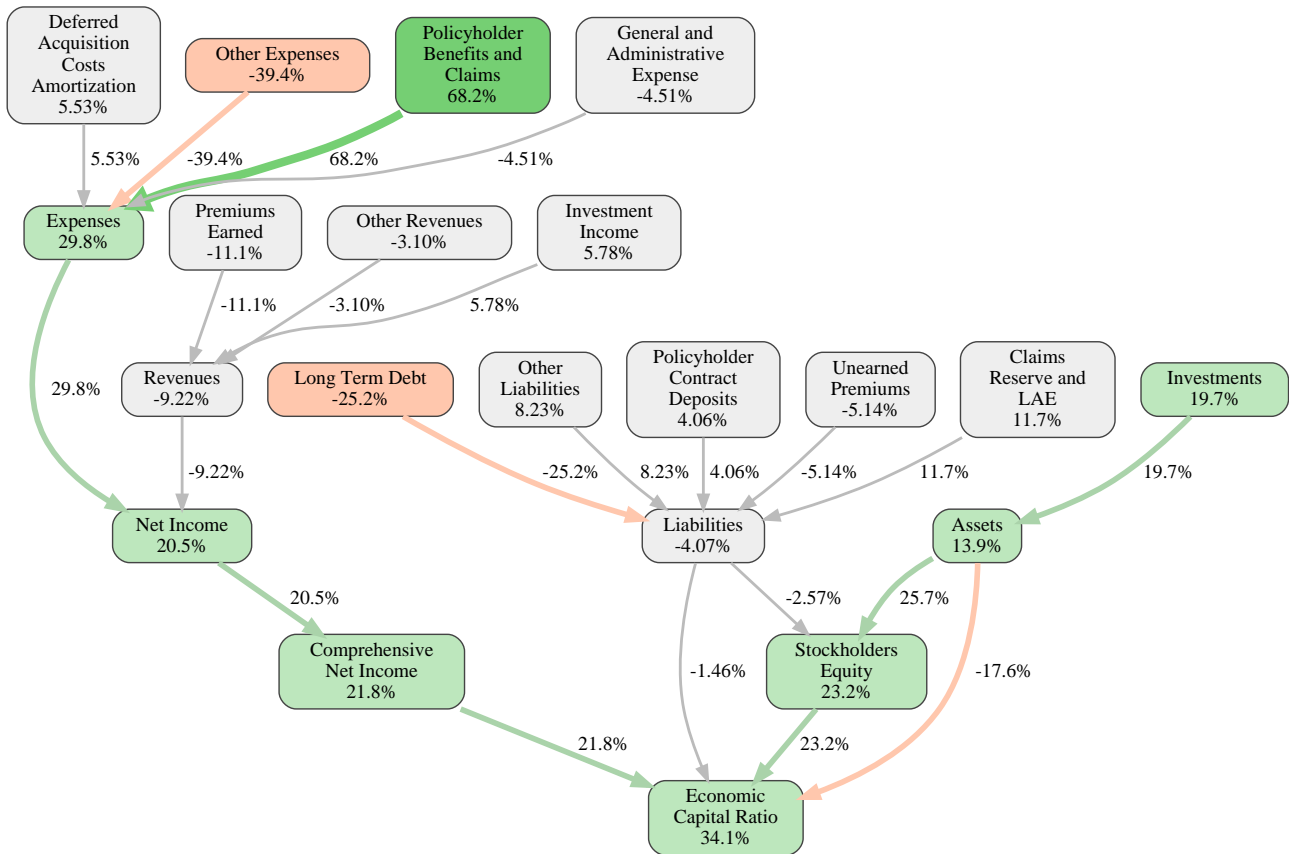 Deferred
Acquisition
Costs
Amortization
5.53%
Other Expenses
-39.4%
Policyholder
Benefits and
Claims
68.2%
General and
Administrative
Expense
-4.51%
5.53%
-39.4%
68.2%
-4.51%
Expenses
29.8%
Premiums
Earned
-11.1%
Other Revenues
-3.10%
Investment
Income
5.78%
-11.1%
-3.10%
5.78%
29.8%
Revenues
-9.22%
Long Term Debt
-25.2%
Other
Liabilities
8.23%
Policyholder
Contract
Deposits
4.06%
Unearned
Premiums
-5.14%
Claims
Reserve and
LAE
11.7%
Investments
19.7%
-9.22%
-25.2%
8.23%
4.06%
-5.14%
11.7%
19.7%
Net Income
20.5%
Liabilities
-4.07%
Assets
13.9%
20.5%
-2.57%
25.7%
Comprehensive
Net Income
21.8%
-1.46%
Stockholders
Equity
23.2%
-17.6%
21.8%
23.2%
Economic
Capital Ratio
34.1%